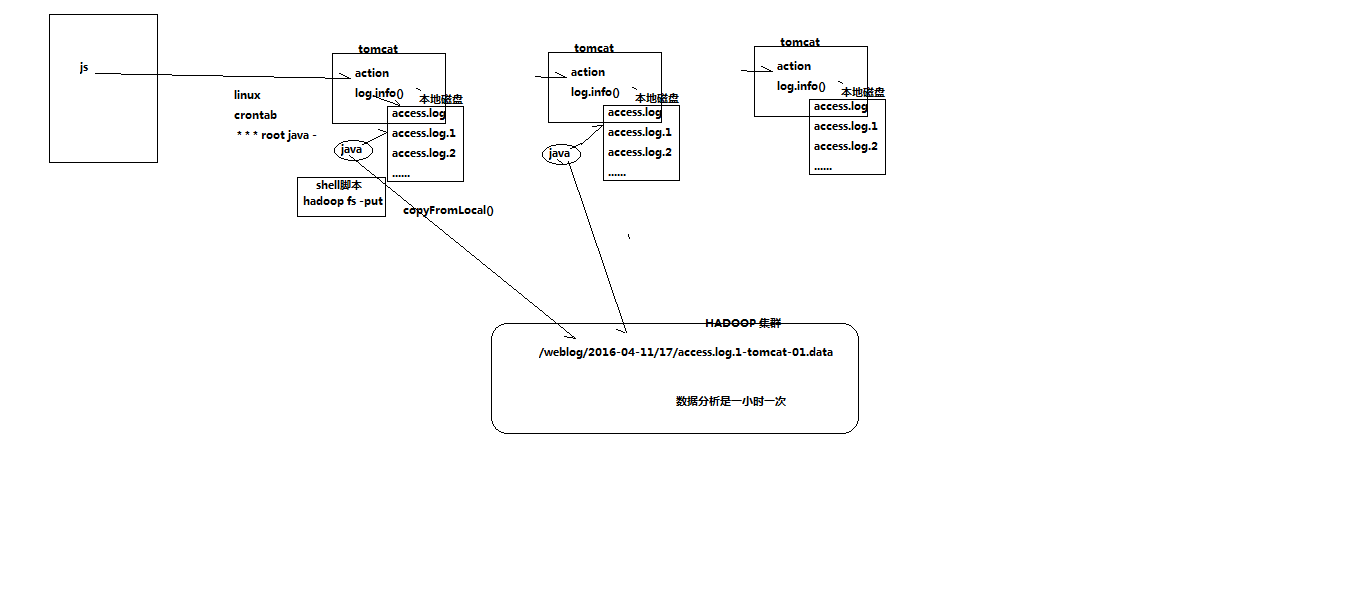 js
linux
crontab
* * * root java -
tomcat
action
log.info()
本地磁盘
access.log
access.log.1
access.log.2
......
java
shell脚本
hadoop fs -put
copyFromLocal()
tomcat
action
log.info()
本地磁盘
access.log
access.log.1
access.log.2
......
java
tomcat
action
log.info()
本地磁盘
access.log
access.log.1
access.log.2
......
HADOOP 集群
/weblog/2016-04-11/17/access.log.1-tomcat-01.data
数据分析是一小时一次